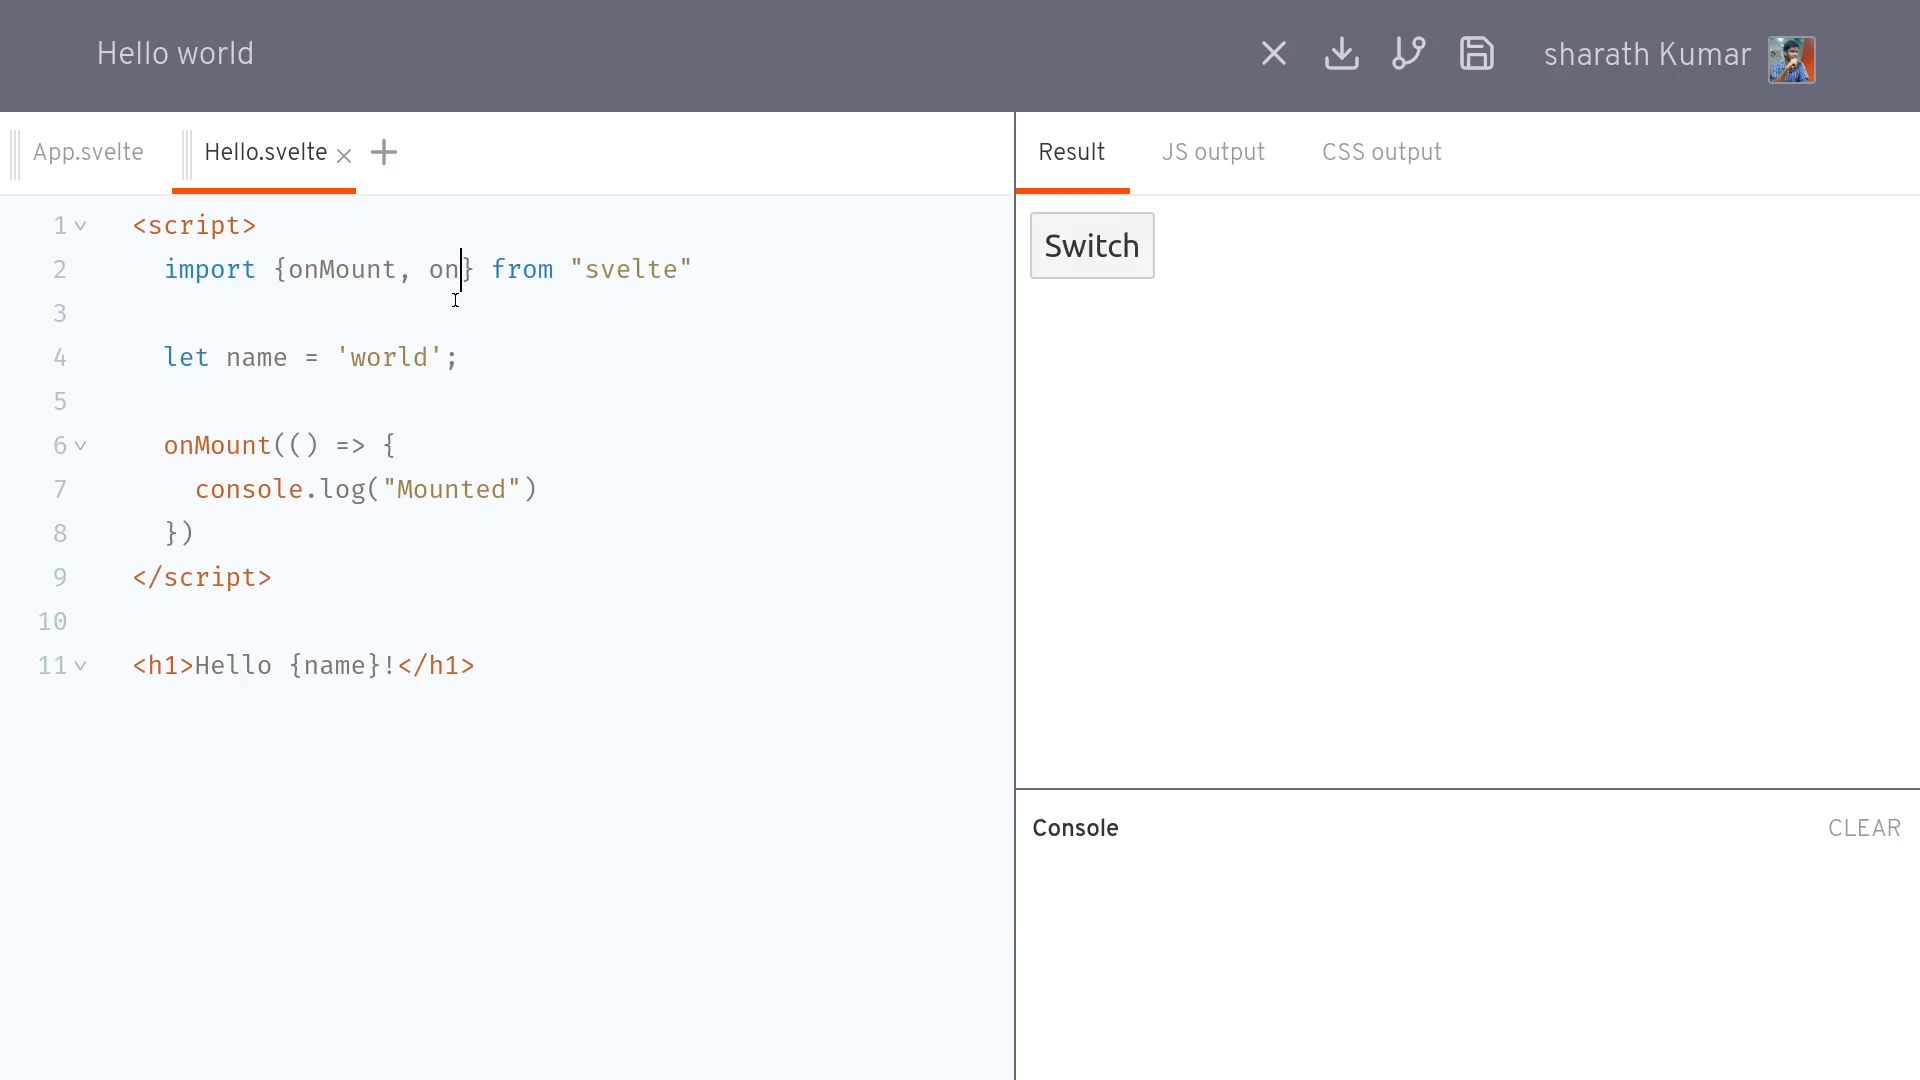 Hello world
sharath Kumar
App.svelte Hello.svelte
Result JS output CSS output
1 <script>
2 import {onMount, on} from "svelte"
3
4 let name = 'world';
5
6 onMount(() => {
7 console.log("Mounted")
8 })
9 </script>
10
11 <h1>Hello {name}!</h1>
Switch
Console CLEAR